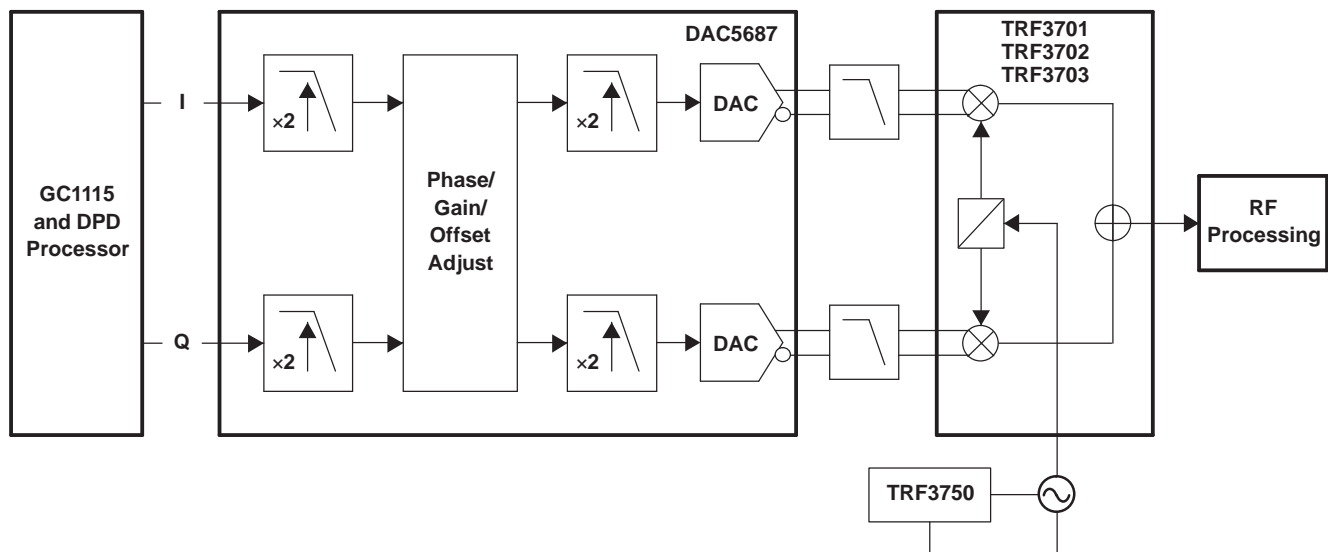 DAC5687
TRF3701
TRF3702
TRF3703
I
×2
×2
DAC
GC1115
and DPD
Processor
Phase/
Gain/
Offset
Adjust
RF
Processing
Q
×2
×2
DAC
TRF3750